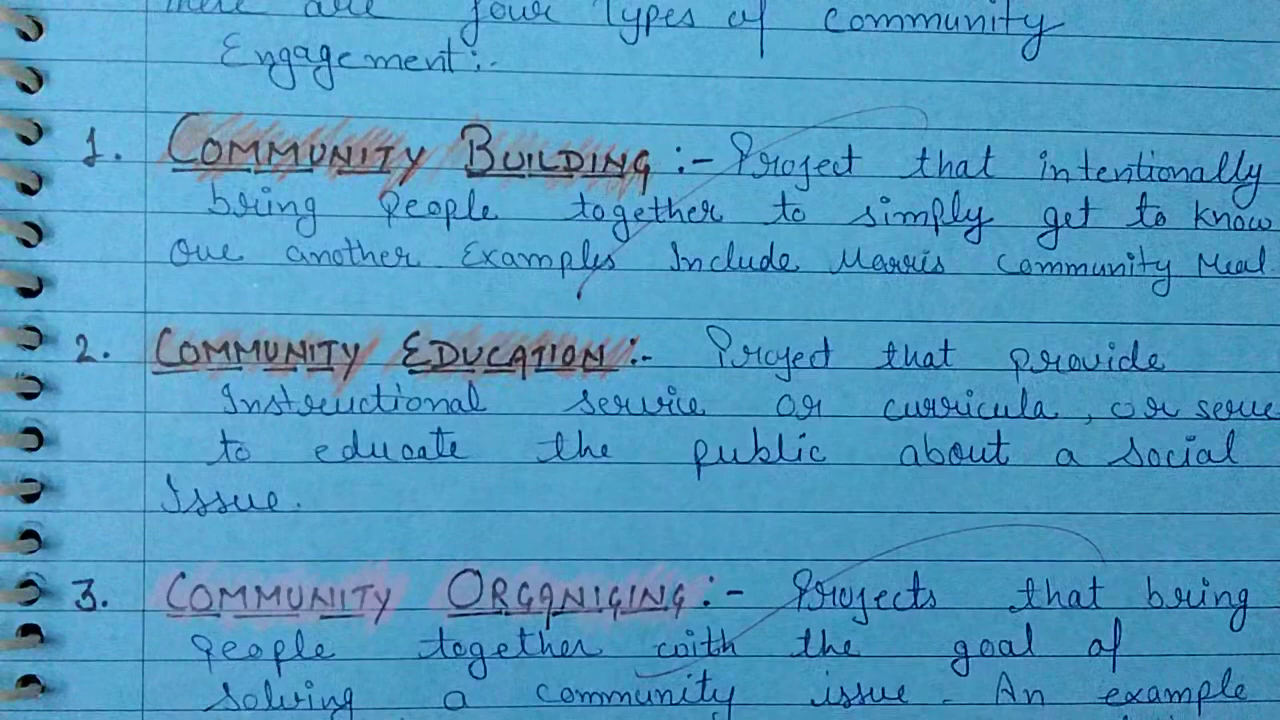 There are four Types of community
Engagement:-
1. COMMUNITY BUILDING :- Project that intentionally
bring people together to simply get to know
one another Examples Include Marris Community Meal
2. COMMUNITY EDUCATION :- Project that provide
Instructional service or curricula, or serve
to educate the public about a social
Issue.
3. COMMUNITY ORGANIGING :- Projects that bring
people together with the goal of
solving a community issue - An example